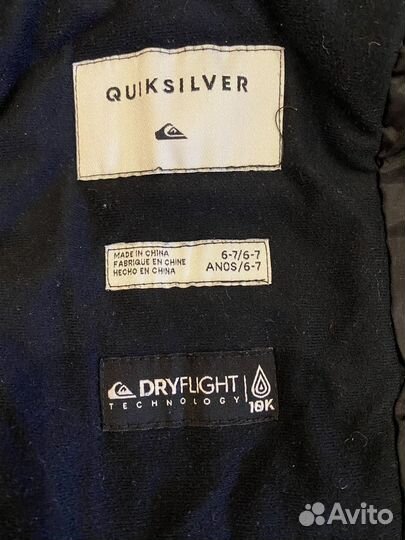 QUIKSILVER
MADE IN CHINA
FABRIQUE EN CHINE
HECHO EN CHINA
6-7/6-7
ANOS/6-7
DRYFLIGHT
TECHNOLOGY
10K
Avito